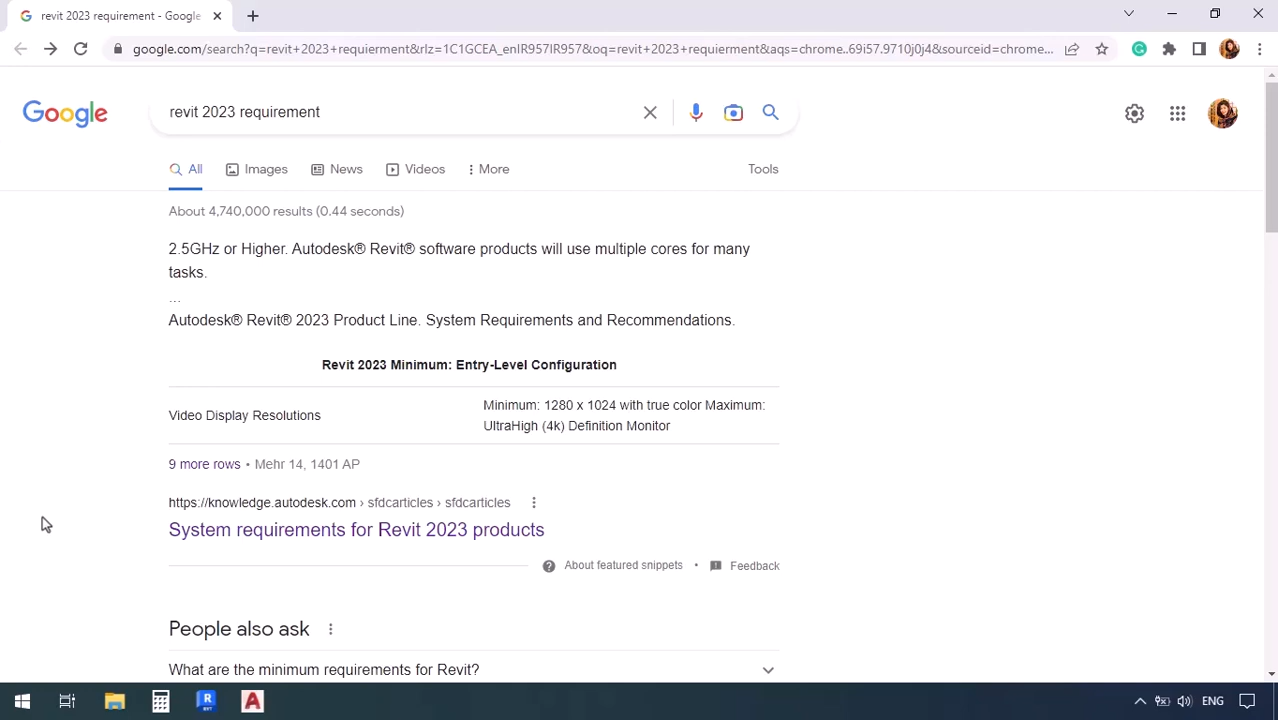 revit 2023 requirement - Google
google.com/search?q=revit+2023+requierment&rlz=1C1GCEA_enIR957IR957&oq=revit+2023+requierment&aqs=chrome..69i57.9710j0j4&sourceid=chrome...
Google
revit 2023 requirement
All
Images
News
Videos
More
Tools
About 4,740,000 results (0.44 seconds)
2.5GHz or Higher. Autodesk® Revit® software products will use multiple cores for many
tasks.
...
Autodesk® Revit® 2023 Product Line. System Requirements and Recommendations.
Revit 2023 Minimum: Entry-Level Configuration
Video Display Resolutions
Minimum: 1280 x 1024 with true color Maximum:
UltraHigh (4k) Definition Monitor
9 more rows • Mehr 14, 1401 AP
https://knowledge.autodesk.com › sfdcarticles › sfdcarticles
System requirements for Revit 2023 products
About featured snippets • Feedback
People also ask
What are the minimum requirements for Revit?
R
A
ENG